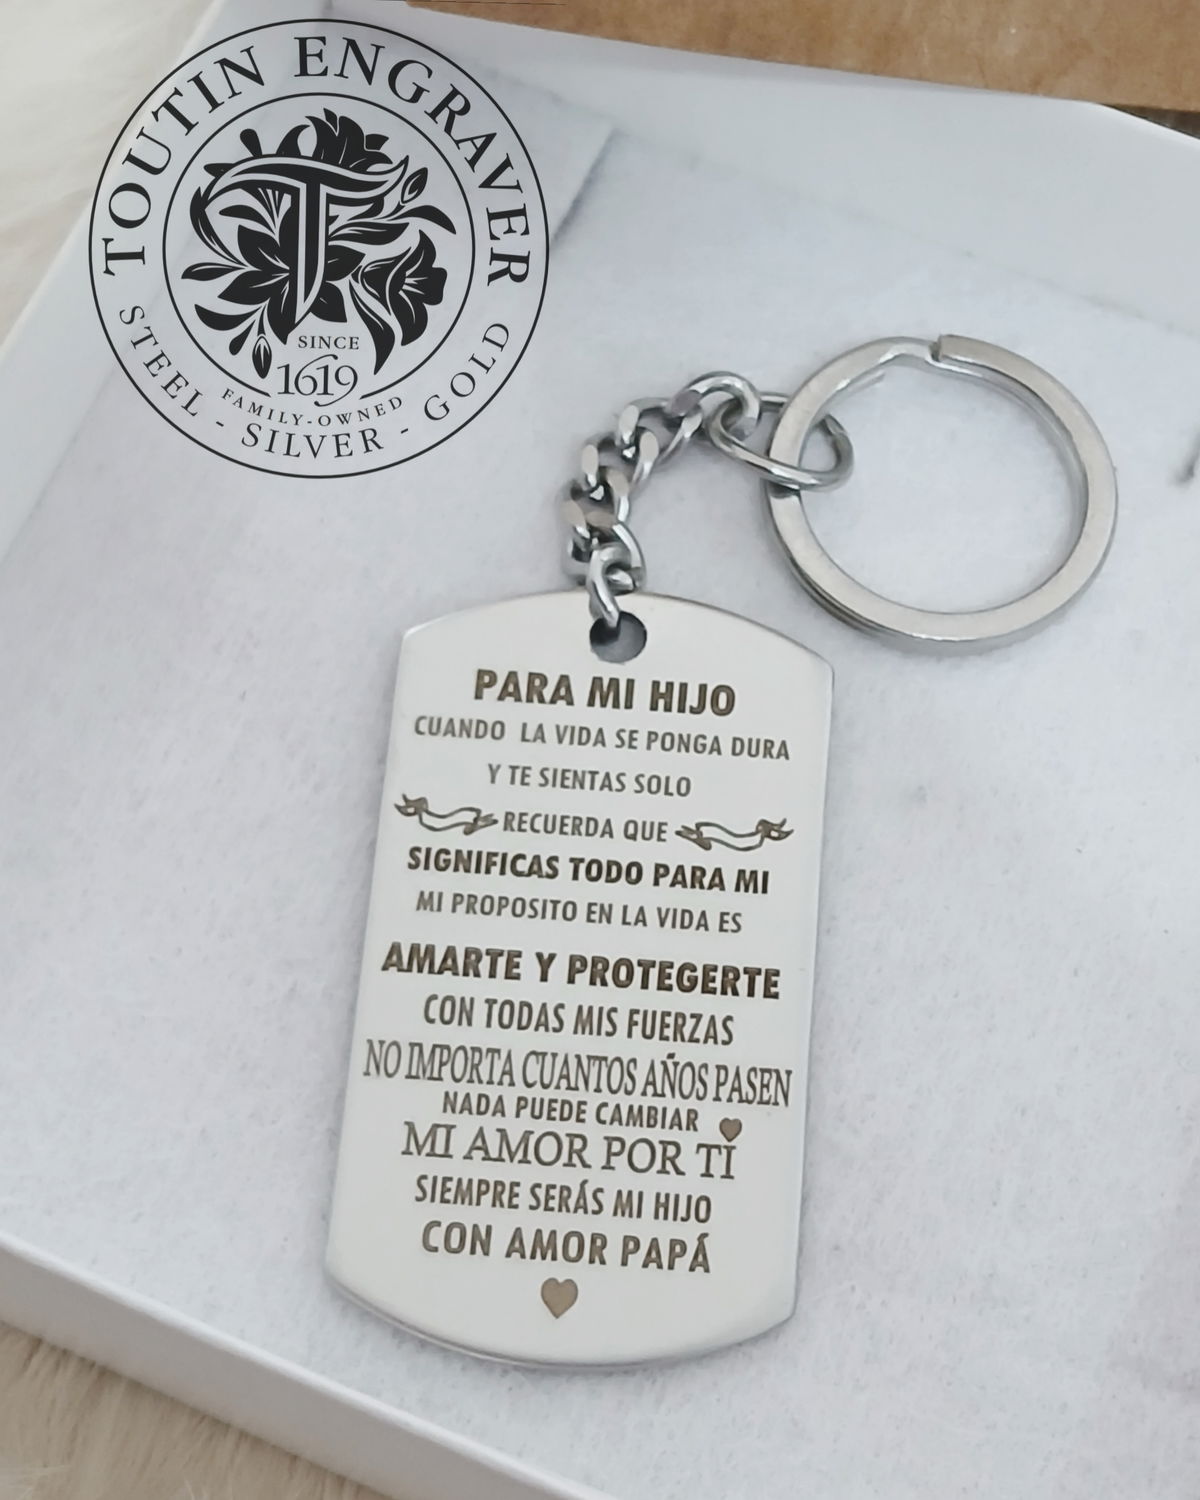 TOUTIN ENGRAVER
T
SINCE
1619
FAMILY-OWNED
STEEL - SILVER - GOLD
PARA MI HIJO
CUANDO LA VIDA SE PONGA DURA
Y TE SIENTAS SOLO
RECUERDA QUE
SIGNIFICAS TODO PARA MI
MI PROPOSITO EN LA VIDA ES
AMARTE Y PROTEGERTE
CON TODAS MIS FUERZAS
NO IMPORTA CUANTOS AÑOS PASEN
NADA PUEDE CAMBIAR
MI AMOR POR TI
SIEMPRE SERÁS MI HIJO
CON AMOR PAPÁ